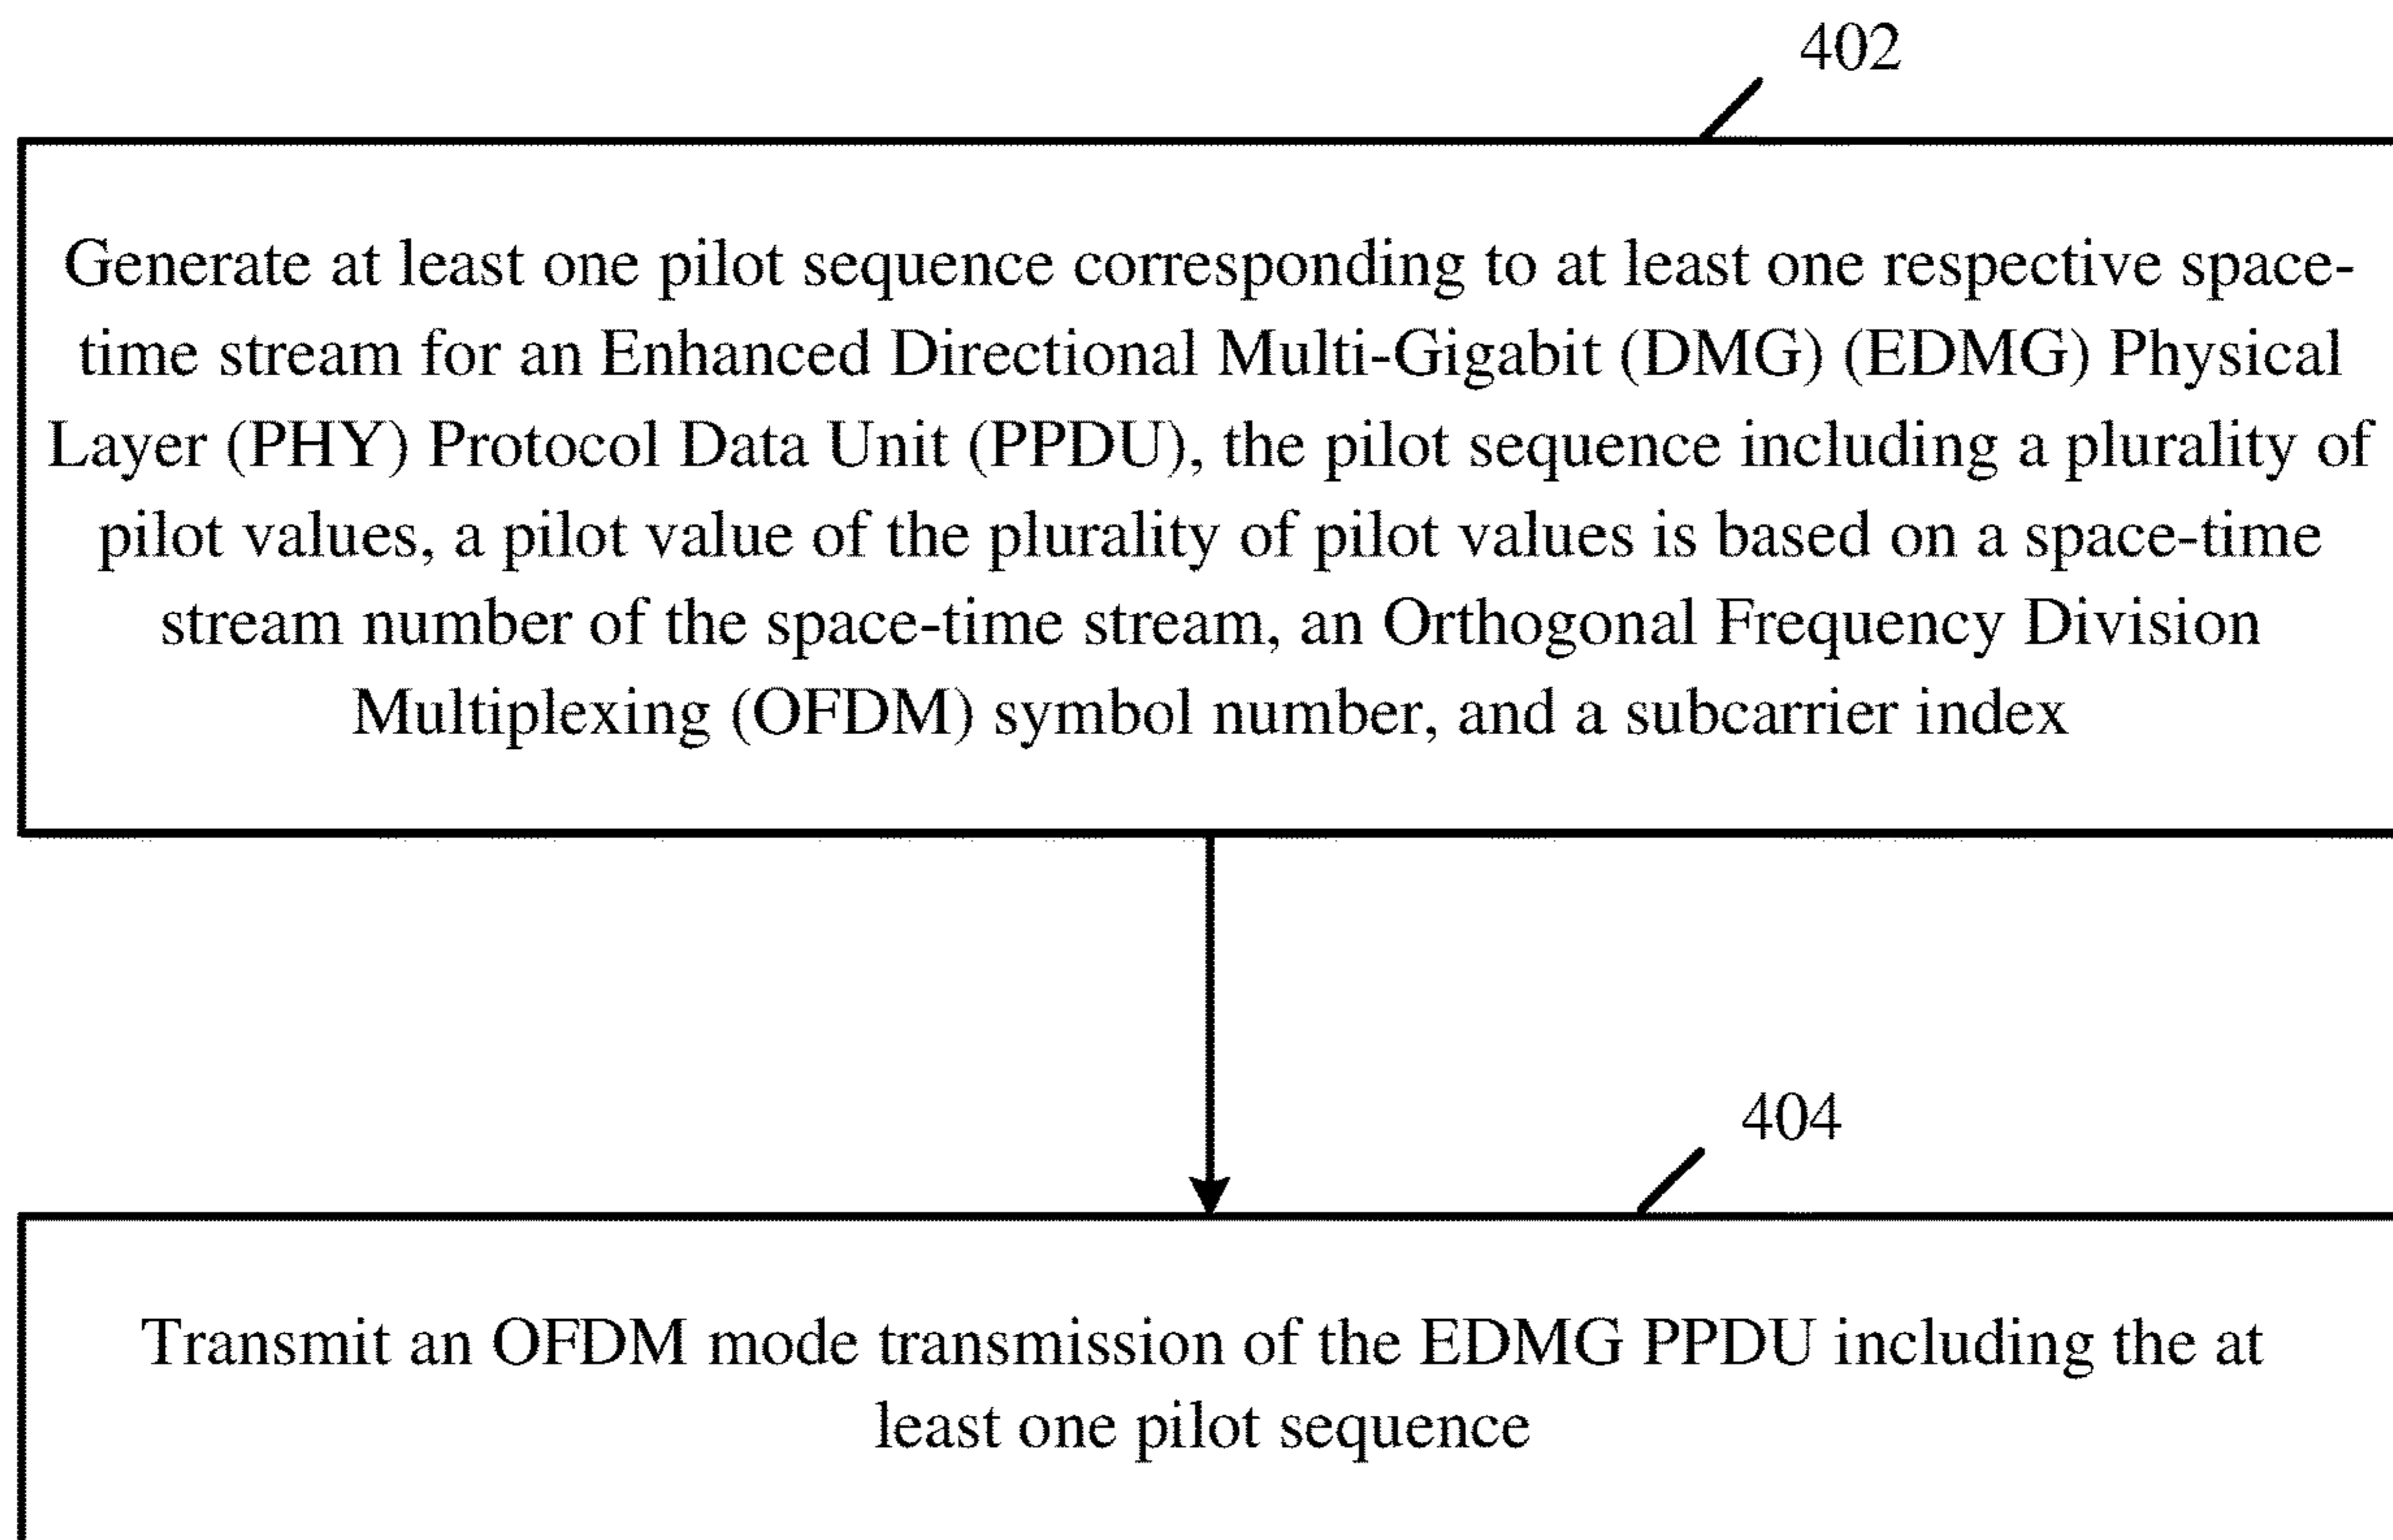 402
Generate at least one pilot sequence corresponding to at least one respective space-
time stream for an Enhanced Directional Multi-Gigabit (DMG) (EDMG) Physical
Layer (PHY) Protocol Data Unit (PPDU), the pilot sequence including a plurality of
pilot values, a pilot value of the plurality of pilot values is based on a space-time
stream number of the space-time stream, an Orthogonal Frequency Division
Multiplexing (OFDM) symbol number, and a subcarrier index
404
Transmit an OFDM mode transmission of the EDMG PPDU including the at
least one pilot sequence